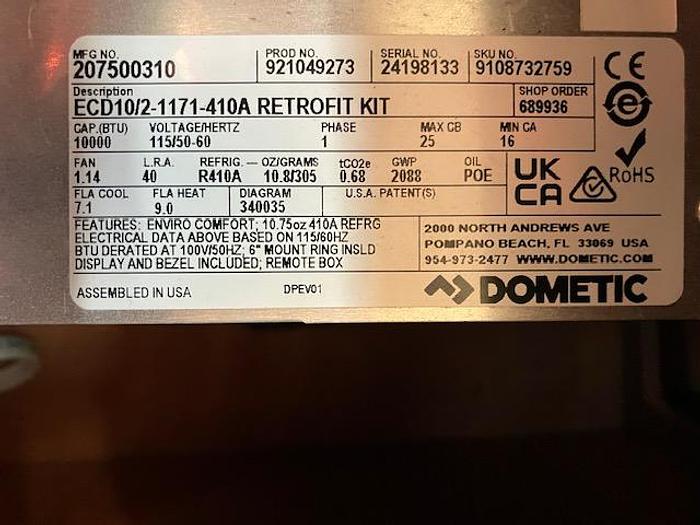 MFG NO. PROD NO. SERIAL NO. SKU NO.
207500310 921049273 24198133 9108732759
Description SHOP ORDER
ECD10/2-1171-410A RETROFIT KIT 689936
CAP.(BTU) VOLTAGE/HERTZ PHASE MAX CB MIN CA
10000 115/50-60 1 25 16
FAN L.R.A. REFRIG. — OZ/GRAMS tCO2e GWP OIL
1.14 40 R410A 10.8/305 0.68 2088 POE
FLA COOL FLA HEAT DIAGRAM U.S.A. PATENT(S)
7.1 9.0 340035
CE
e
RoHS
UK
CA
FEATURES: ENVIRO COMFORT; 10.75oz 410A REFRG
ELECTRICAL DATA ABOVE BASED ON 115/60HZ
BTU DERATED AT 100V/50HZ; 6" MOUNT RING INSLD
DISPLAY AND BEZEL INCLUDED; REMOTE BOX
2000 NORTH ANDREWS AVE
POMPANO BEACH, FL 33069 USA
954-973-2477 WWW.DOMETIC.COM
ASSEMBLED IN USA DPEV01
DOMETIC